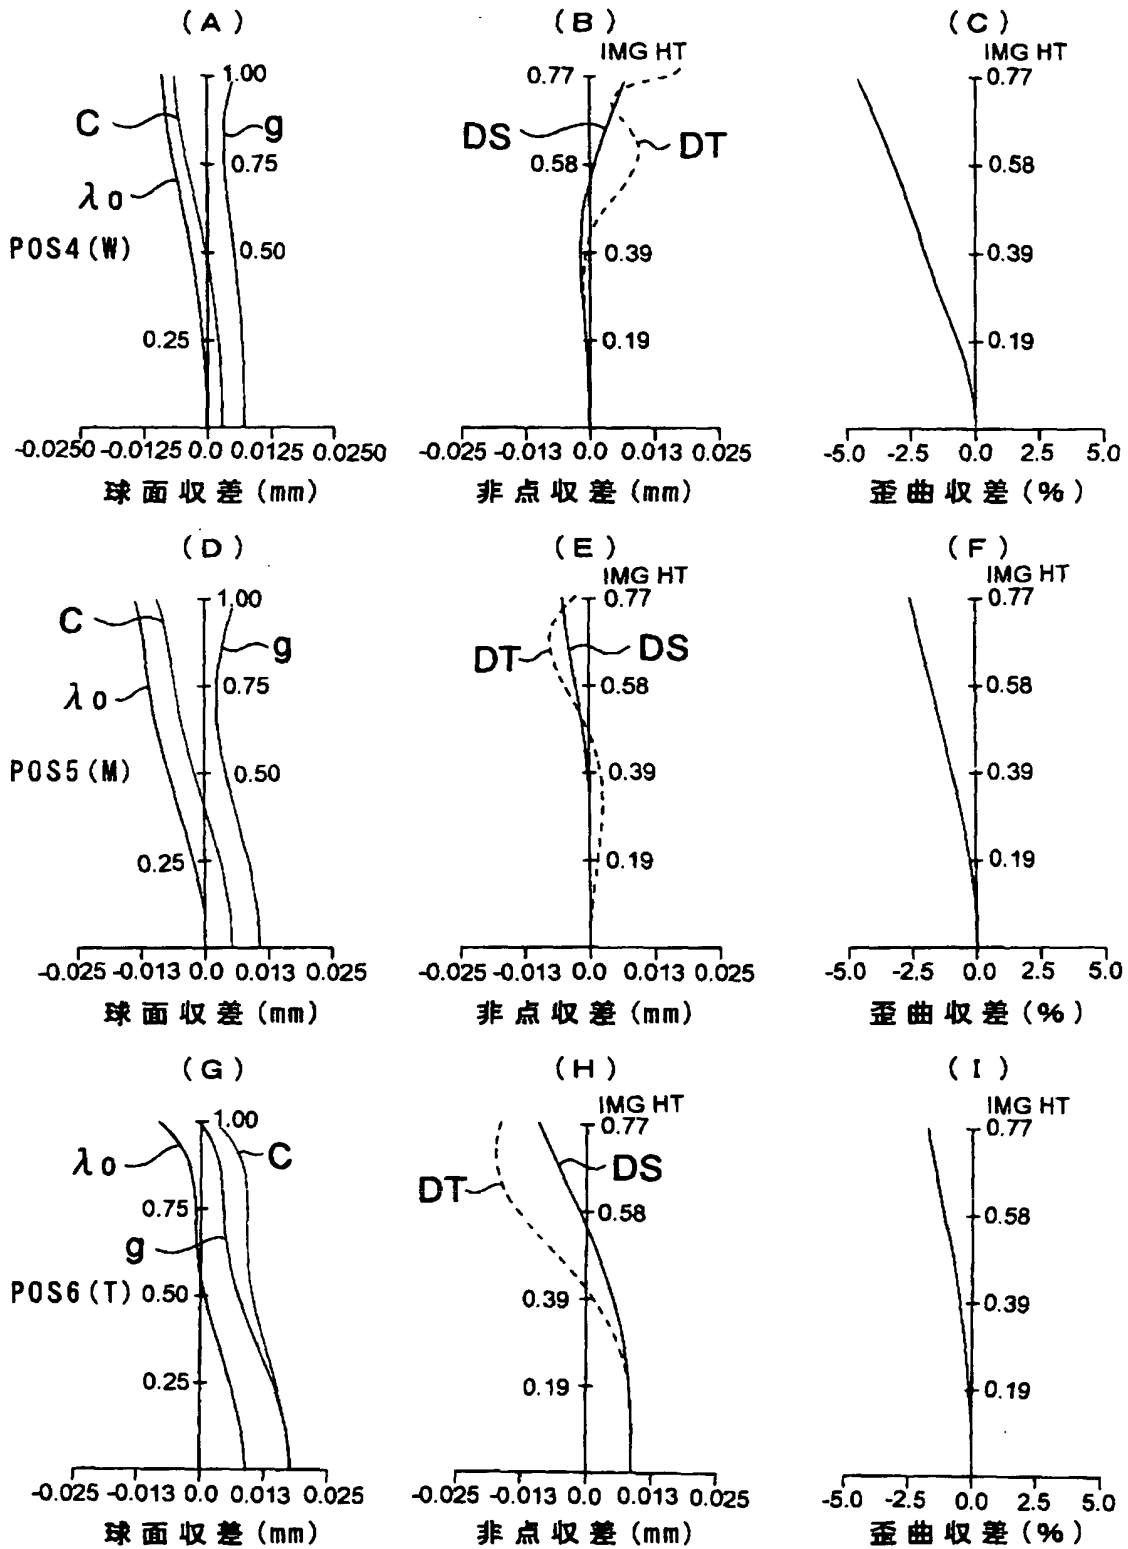 (A) (B) (C)
IMG HT IMG HT
1.00 0.77 0.77
C g DS DT
0.75 0.58 0.58
λ0
POS4(W) 0.50 0.39 0.39
0.25 0.19 0.19
-0.0250 -0.0125 0.0 0.0125 0.0250 -0.025 -0.013 0.0 0.013 0.025 -5.0 -2.5 0.0 2.5 5.0
球面収差(mm) 非点収差(mm) 歪曲収差(%)
(D) (E) (F)
IMG HT IMG HT
1.00 0.77 0.77
C g DT DS
λ0 0.75 0.58 0.58
POS5(M) 0.50 0.39 0.39
0.25 0.19 0.19
-0.025 -0.013 0.0 0.013 0.025 -0.025 -0.013 0.0 0.013 0.025 -5.0 -2.5 0.0 2.5 5.0
球面収差(mm) 非点収差(mm) 歪曲収差(%)
(G) (H) (I)
IMG HT IMG HT
1.00 0.77 0.77
λ0 C DT DS
0.75 0.58 0.58
g
POS6(T) 0.50 0.39 0.39
0.25 0.19 0.19
-0.025 -0.013 0.0 0.013 0.025 -0.025 -0.013 0.0 0.013 0.025 -5.0 -2.5 0.0 2.5 5.0
球面収差(mm) 非点収差(mm) 歪曲収差(%)